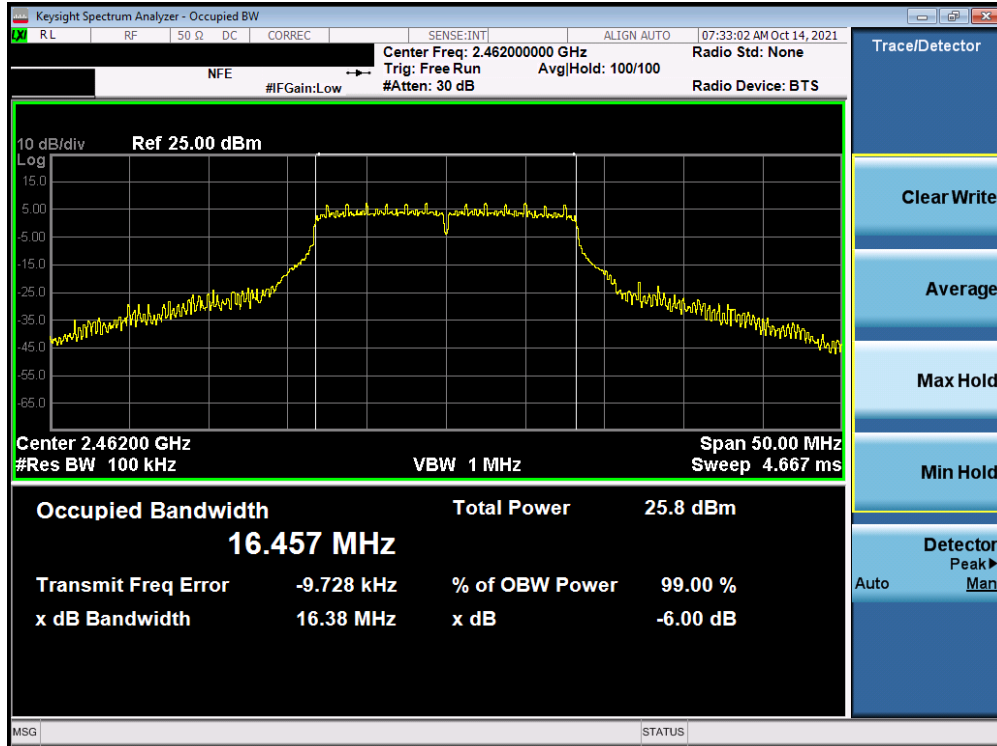 Keysight Spectrum Analyzer - Occupied BW
LXI RL RF 50 Ω DC CORREC SENSE:INT ALIGN AUTO 07:33:02 AM Oct 14, 2021
Center Freq: 2.462000000 GHz Radio Std: None
NFE Trig: Free Run Avg|Hold: 100/100
#IFGain:Low #Atten: 30 dB Radio Device: BTS
Trace/Detector
10 dB/div Ref 25.00 dBm
Log
15.0
5.00
-5.00
-15.0
-25.0
-35.0
-45.0
-55.0
-65.0
Center 2.46200 GHz Span 50.00 MHz
#Res BW 100 kHz VBW 1 MHz Sweep 4.667 ms
Occupied Bandwidth Total Power 25.8 dBm
16.457 MHz
Transmit Freq Error -9.728 kHz % of OBW Power 99.00 %
x dB Bandwidth 16.38 MHz x dB -6.00 dB
Clear Write
Average
Max Hold
Min Hold
Detector
Peak▶
Auto Man
MSG STATUS